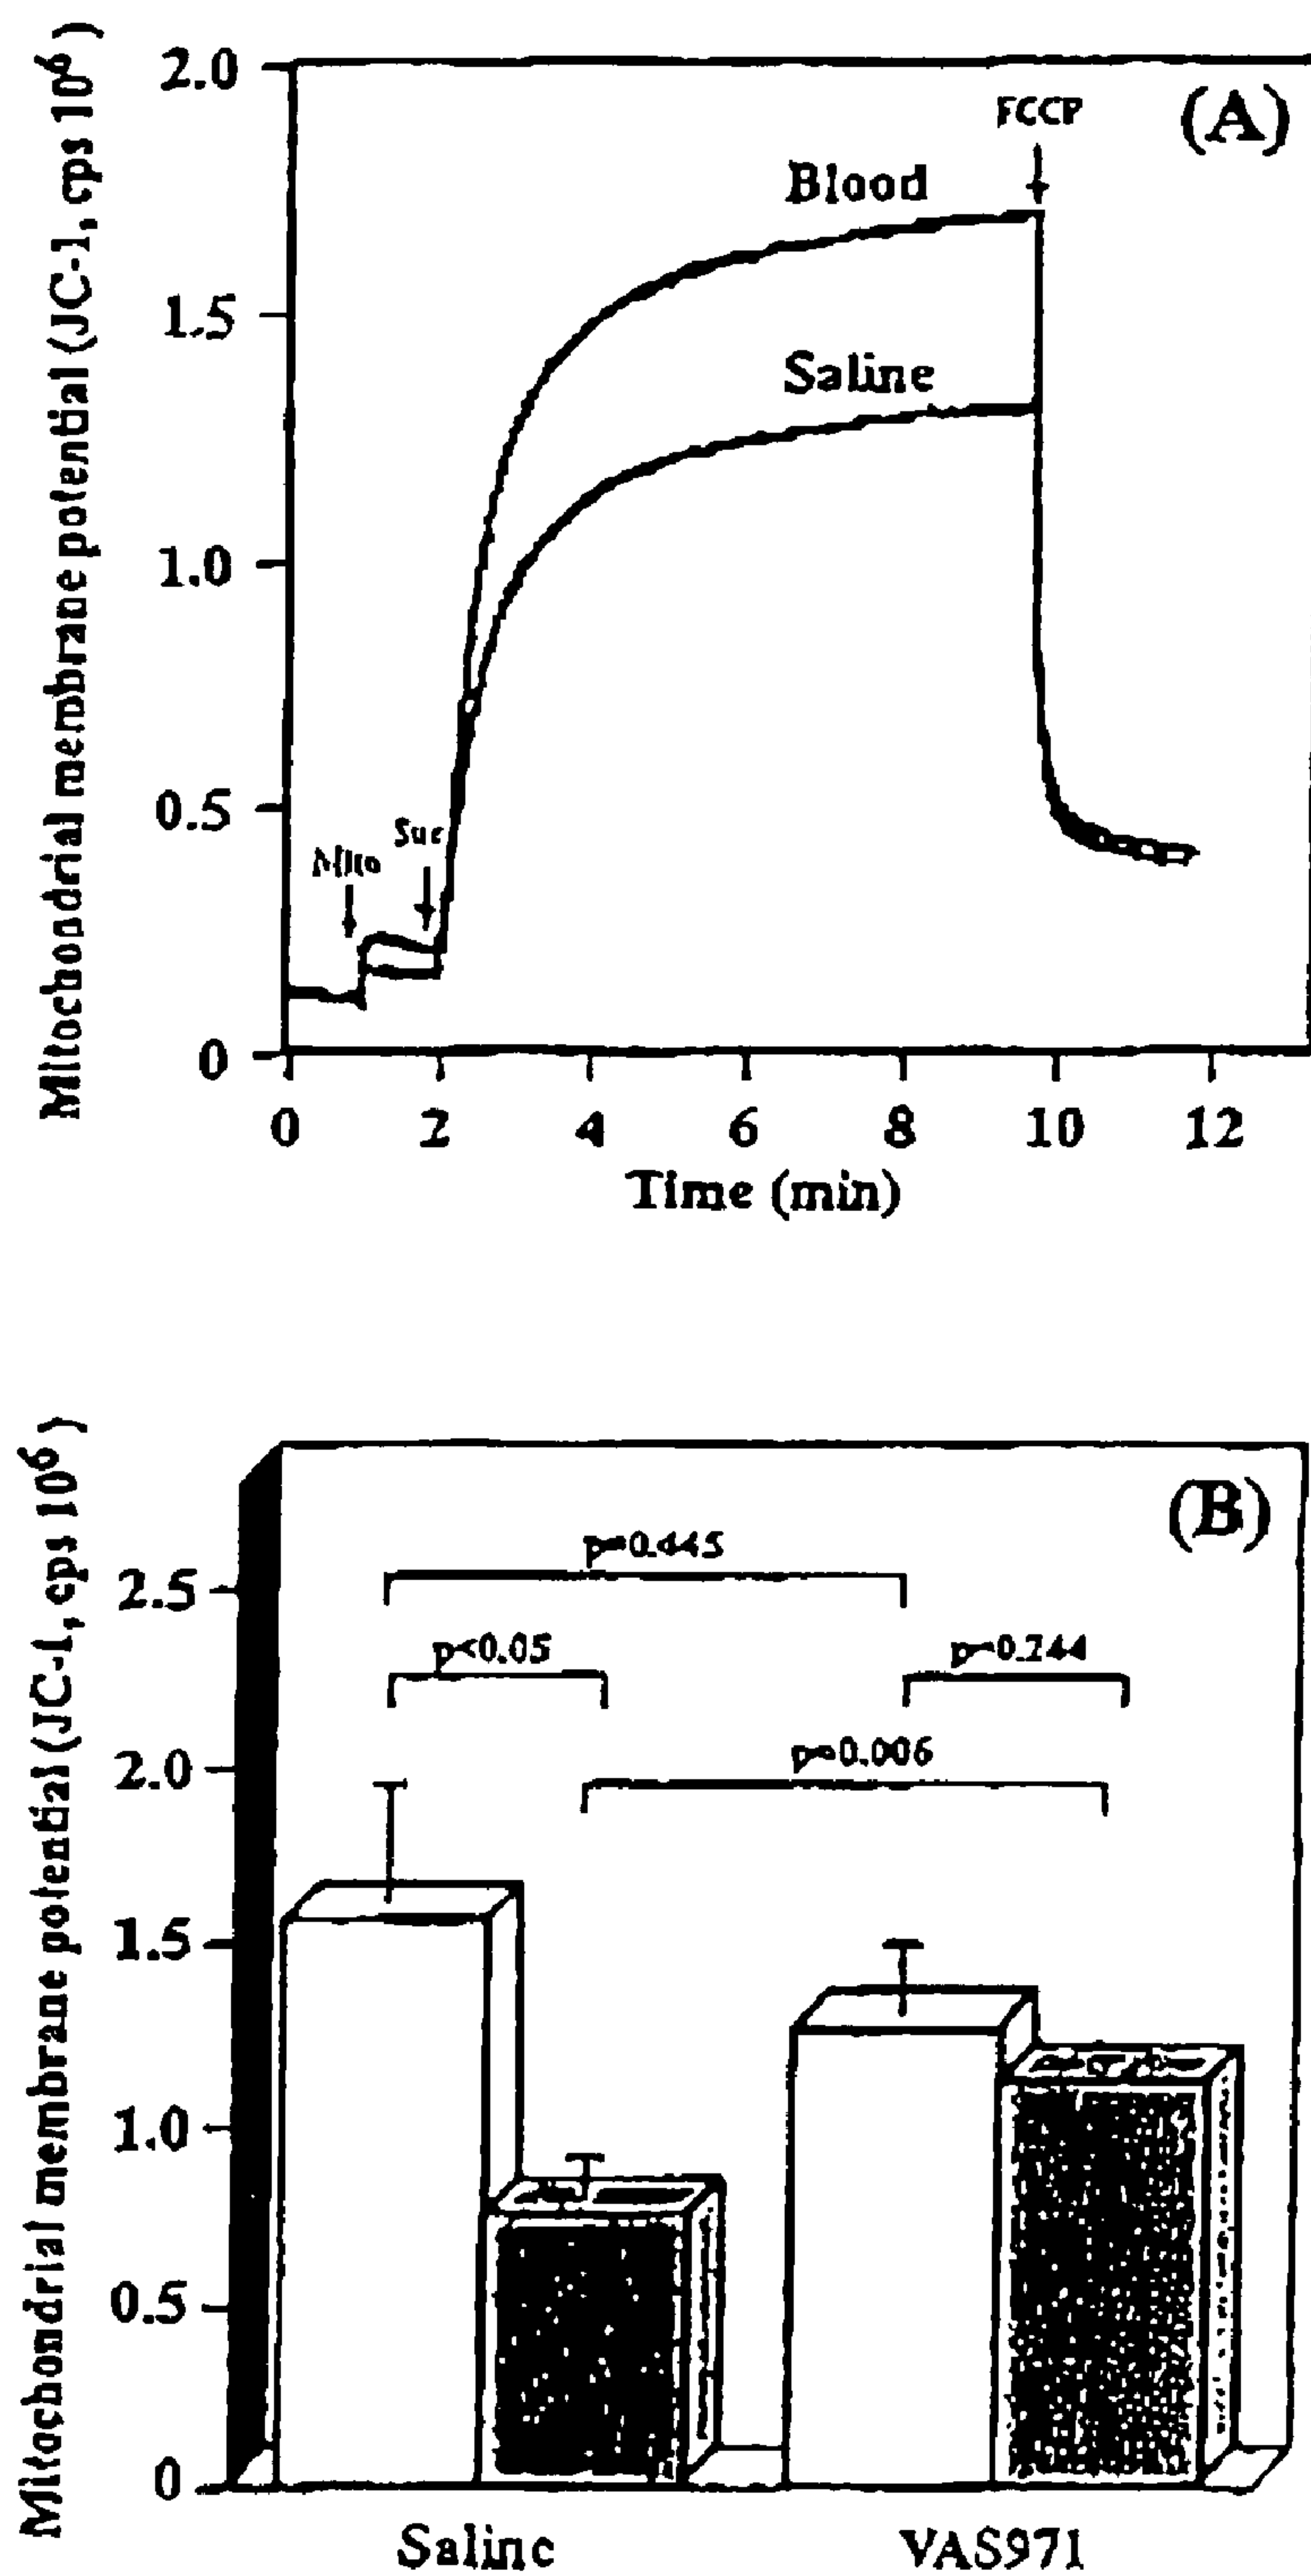 Mitochondrial membrane potential (JC-1, cps 10⁶)
2.0
1.5
1.0
0.5
0
(A)
FCCP
Blood
Saline
Suc
Mito
0 2 4 6 8 10 12
Time (min)
Mitochondrial membrane potential (JC-1, cps 10⁶)
2.5
2.0
1.5
1.0
0.5
0
(B)
p=0.445
p<0.05
p=0.244
p=0.006
Saline
VAS971